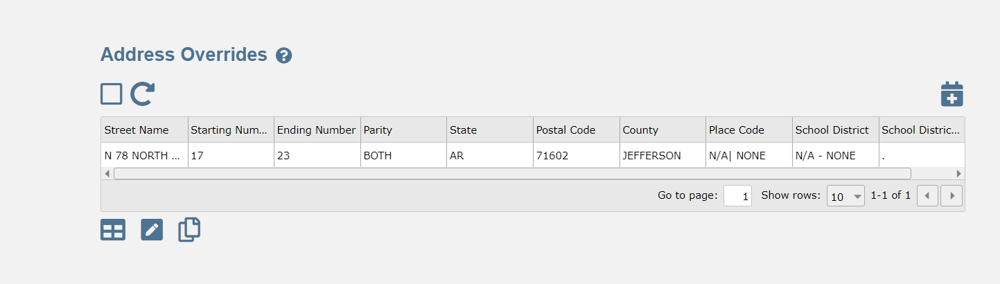 Address Overrides ?
Street Name Starting Num... Ending Number Parity State Postal Code County Place Code School District School Distric...
N 78 NORTH ... 17 23 BOTH AR 71602 JEFFERSON N/A| NONE N/A - NONE .
Go to page: 1 Show rows: 10 1-1 of 1